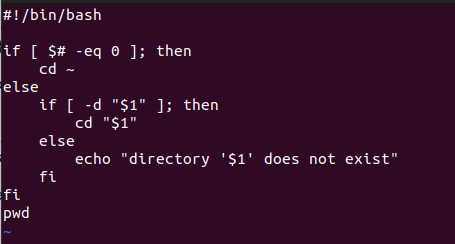 #!/bin/bash

if [ $# -eq 0 ]; then
    cd ~
else
    if [ -d "$1" ]; then
        cd "$1"
    else
        echo "directory '$1' does not exist"
    fi
fi
pwd
~